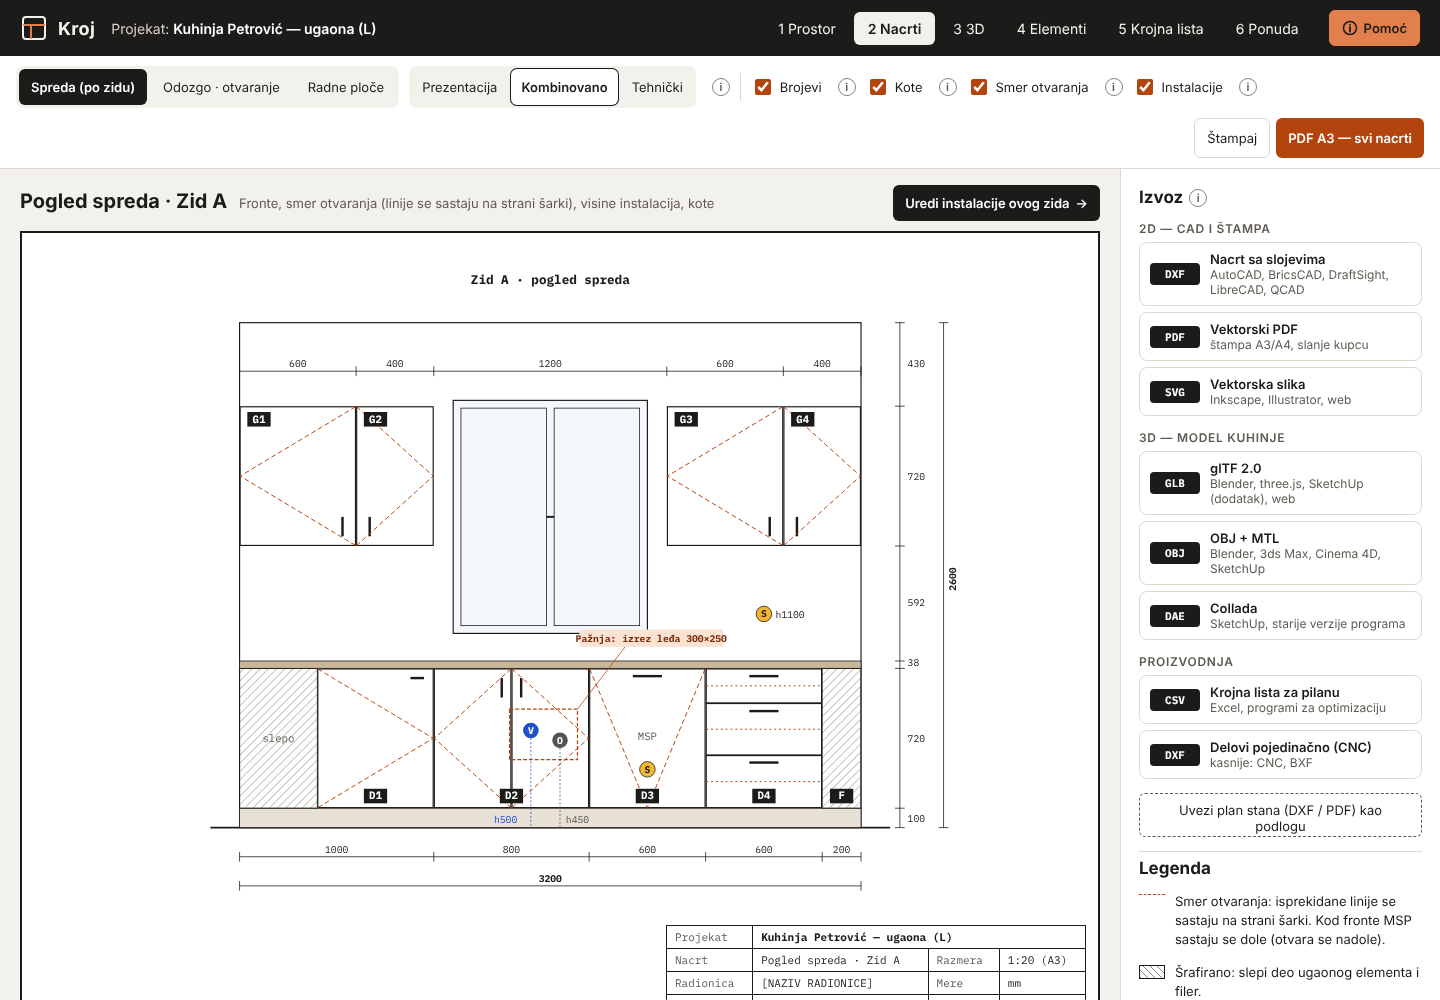 Kroj
Projekat: Kuhinja Petrović — ugaona (L)
1 Prostor
2 Nacrti
3 3D
4 Elementi
5 Krojna lista
6 Ponuda
Pomoć
Spreda (po zidu)
Odozgo · otvaranje
Radne ploče
Prezentacija
Kombinovano
Tehnički
Brojevi
Kote
Smer otvaranja
Instalacije
Štampaj
PDF A3 — svi nacrti
Pogled spreda · Zid A
Fronte, smer otvaranja (linije se sastaju na strani šarki), visine instalacija, kote
Uredi instalacije ovog zida →
Zid A · pogled spreda
600
400
1200
600
400
430
G1
G2
G3
G4
720
2600
592
S h1100
Pažnja: izrez leđa 300×250
38
slepo
V
O
MSP
S
720
D1
D2
D3
D4
F
h500
h450
100
1000
800
600
600
200
3200
Projekat
Kuhinja Petrović — ugaona (L)
Nacrt
Pogled spreda · Zid A
Razmera
1:20 (A3)
Radionica
[NAZIV RADIONICE]
Mere
mm
Izvoz
2D — CAD I ŠTAMPA
DXF
Nacrt sa slojevima
AutoCAD, BricsCAD, DraftSight,
LibreCAD, QCAD
PDF
Vektorski PDF
štampa A3/A4, slanje kupcu
SVG
Vektorska slika
Inkscape, Illustrator, web
3D — MODEL KUHINJE
GLB
glTF 2.0
Blender, three.js, SketchUp
(dodatak), web
OBJ
OBJ + MTL
Blender, 3ds Max, Cinema 4D,
SketchUp
DAE
Collada
SketchUp, starije verzije programa
PROIZVODNJA
CSV
Krojna lista za pilanu
Excel, programi za optimizaciju
DXF
Delovi pojedinačno (CNC)
kasnije: CNC, BXF
Uvezi plan stana (DXF / PDF) kao
podlogu
Legenda
Smer otvaranja: isprekidane linije se
sastaju na strani šarki. Kod fronte MSP
sastaju se dole (otvara se nadole).
Šrafirano: slepi deo ugaonog elementa i
filer.